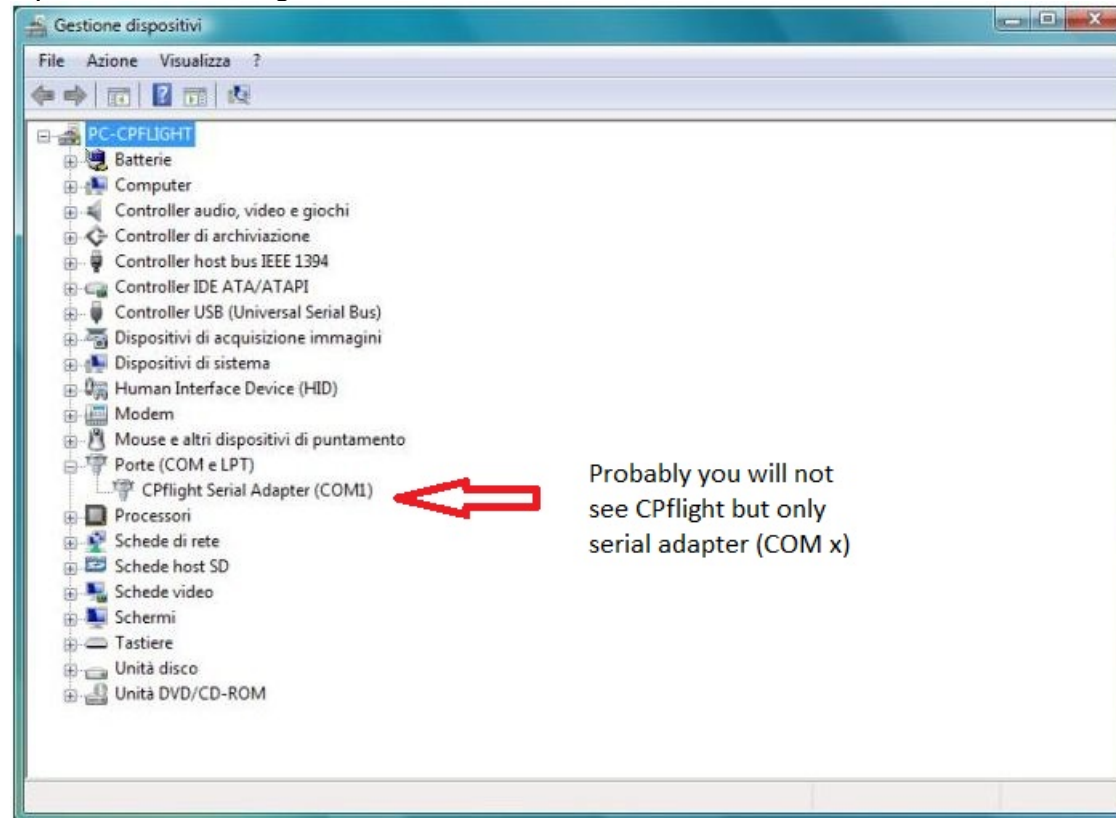 Gestione dispositivi
File Azione Visualizza ?
PC-CPFLIGHT
Batterie
Computer
Controller audio, video e giochi
Controller di archiviazione
Controller host bus IEEE 1394
Controller IDE ATA/ATAPI
Controller USB (Universal Serial Bus)
Dispositivi di acquisizione immagini
Dispositivi di sistema
Human Interface Device (HID)
Modem
Mouse e altri dispositivi di puntamento
Porte (COM e LPT)
CPflight Serial Adapter (COM1)
Processori
Schede di rete
Schede host SD
Schede video
Schermi
Tastiere
Unità disco
Unità DVD/CD-ROM
Probably you will not
see CPflight but only
serial adapter (COM x)